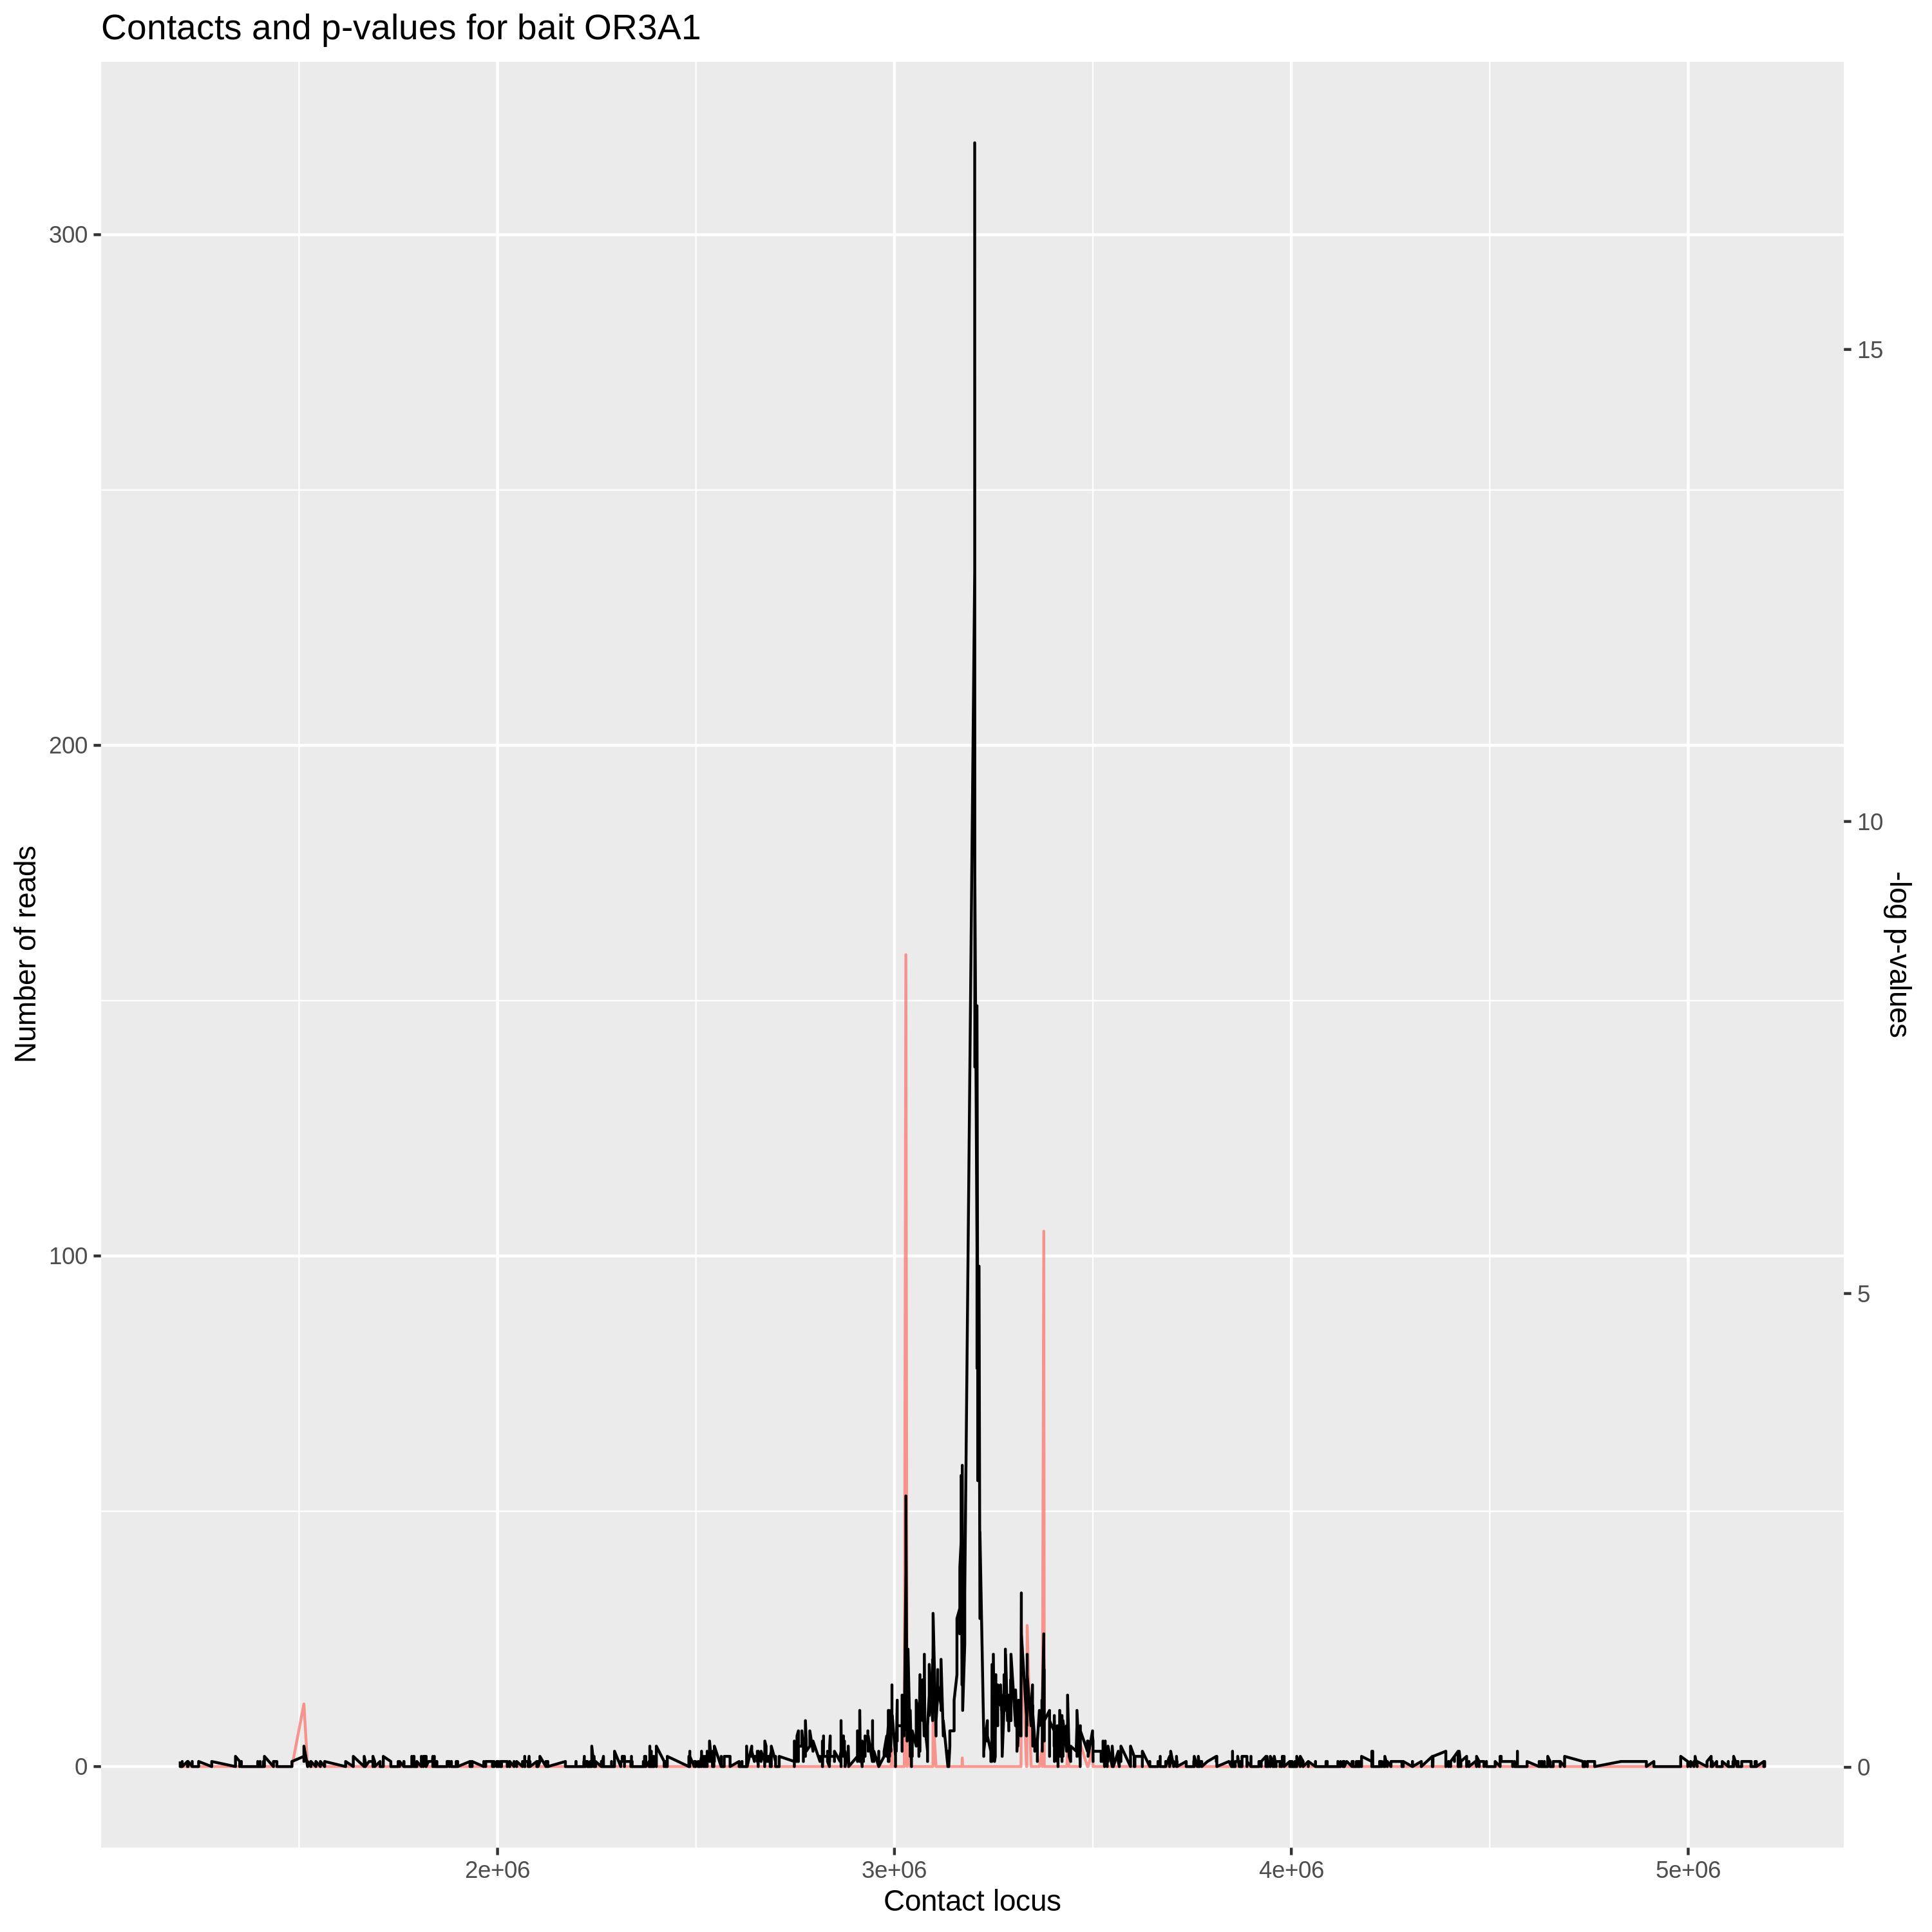 Contacts and p-values for bait OR3A1
300
200
100
0
15
10
5
0
Number of reads
-log p-values
2e+06
3e+06
4e+06
5e+06
Contact locus